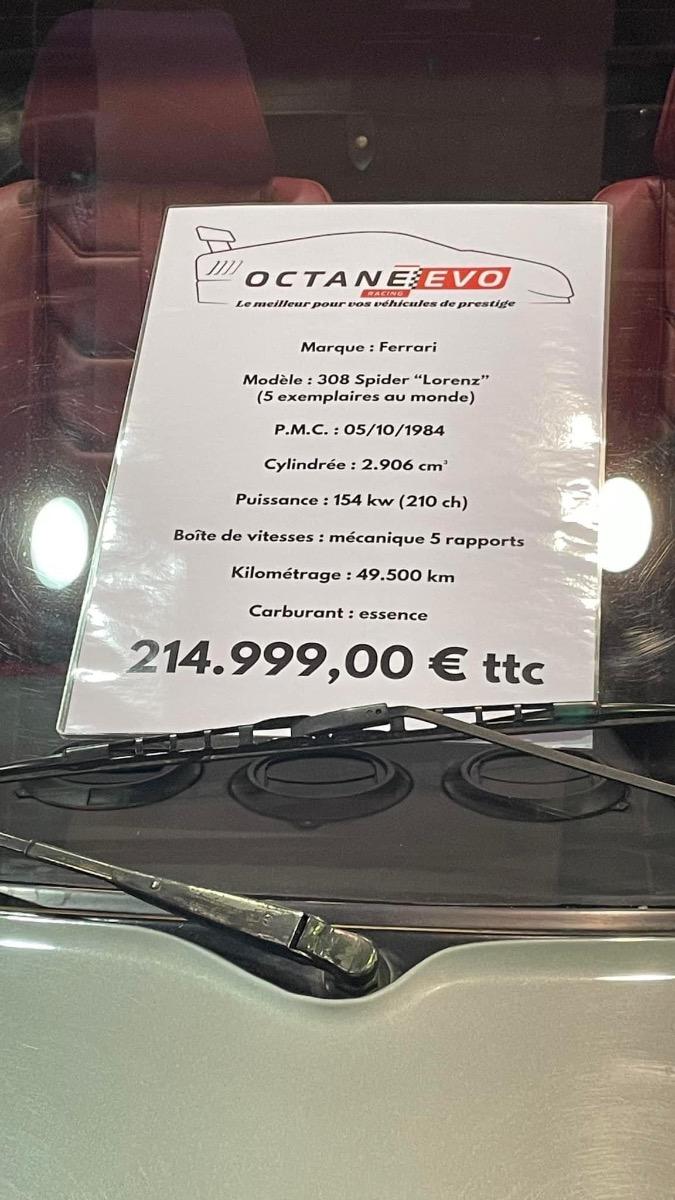 OCTANE EVO
RACING
Le meilleur pour vos véhicules de prestige
Marque : Ferrari
Modèle : 308 Spider “Lorenz”
(5 exemplaires au monde)
P.M.C. : 05/10/1984
Cylindrée : 2.906 cm³
Puissance : 154 kw (210 ch)
Boîte de vitesses : mécanique 5 rapports
Kilométrage : 49.500 km
Carburant : essence
214.999,00 € ttc